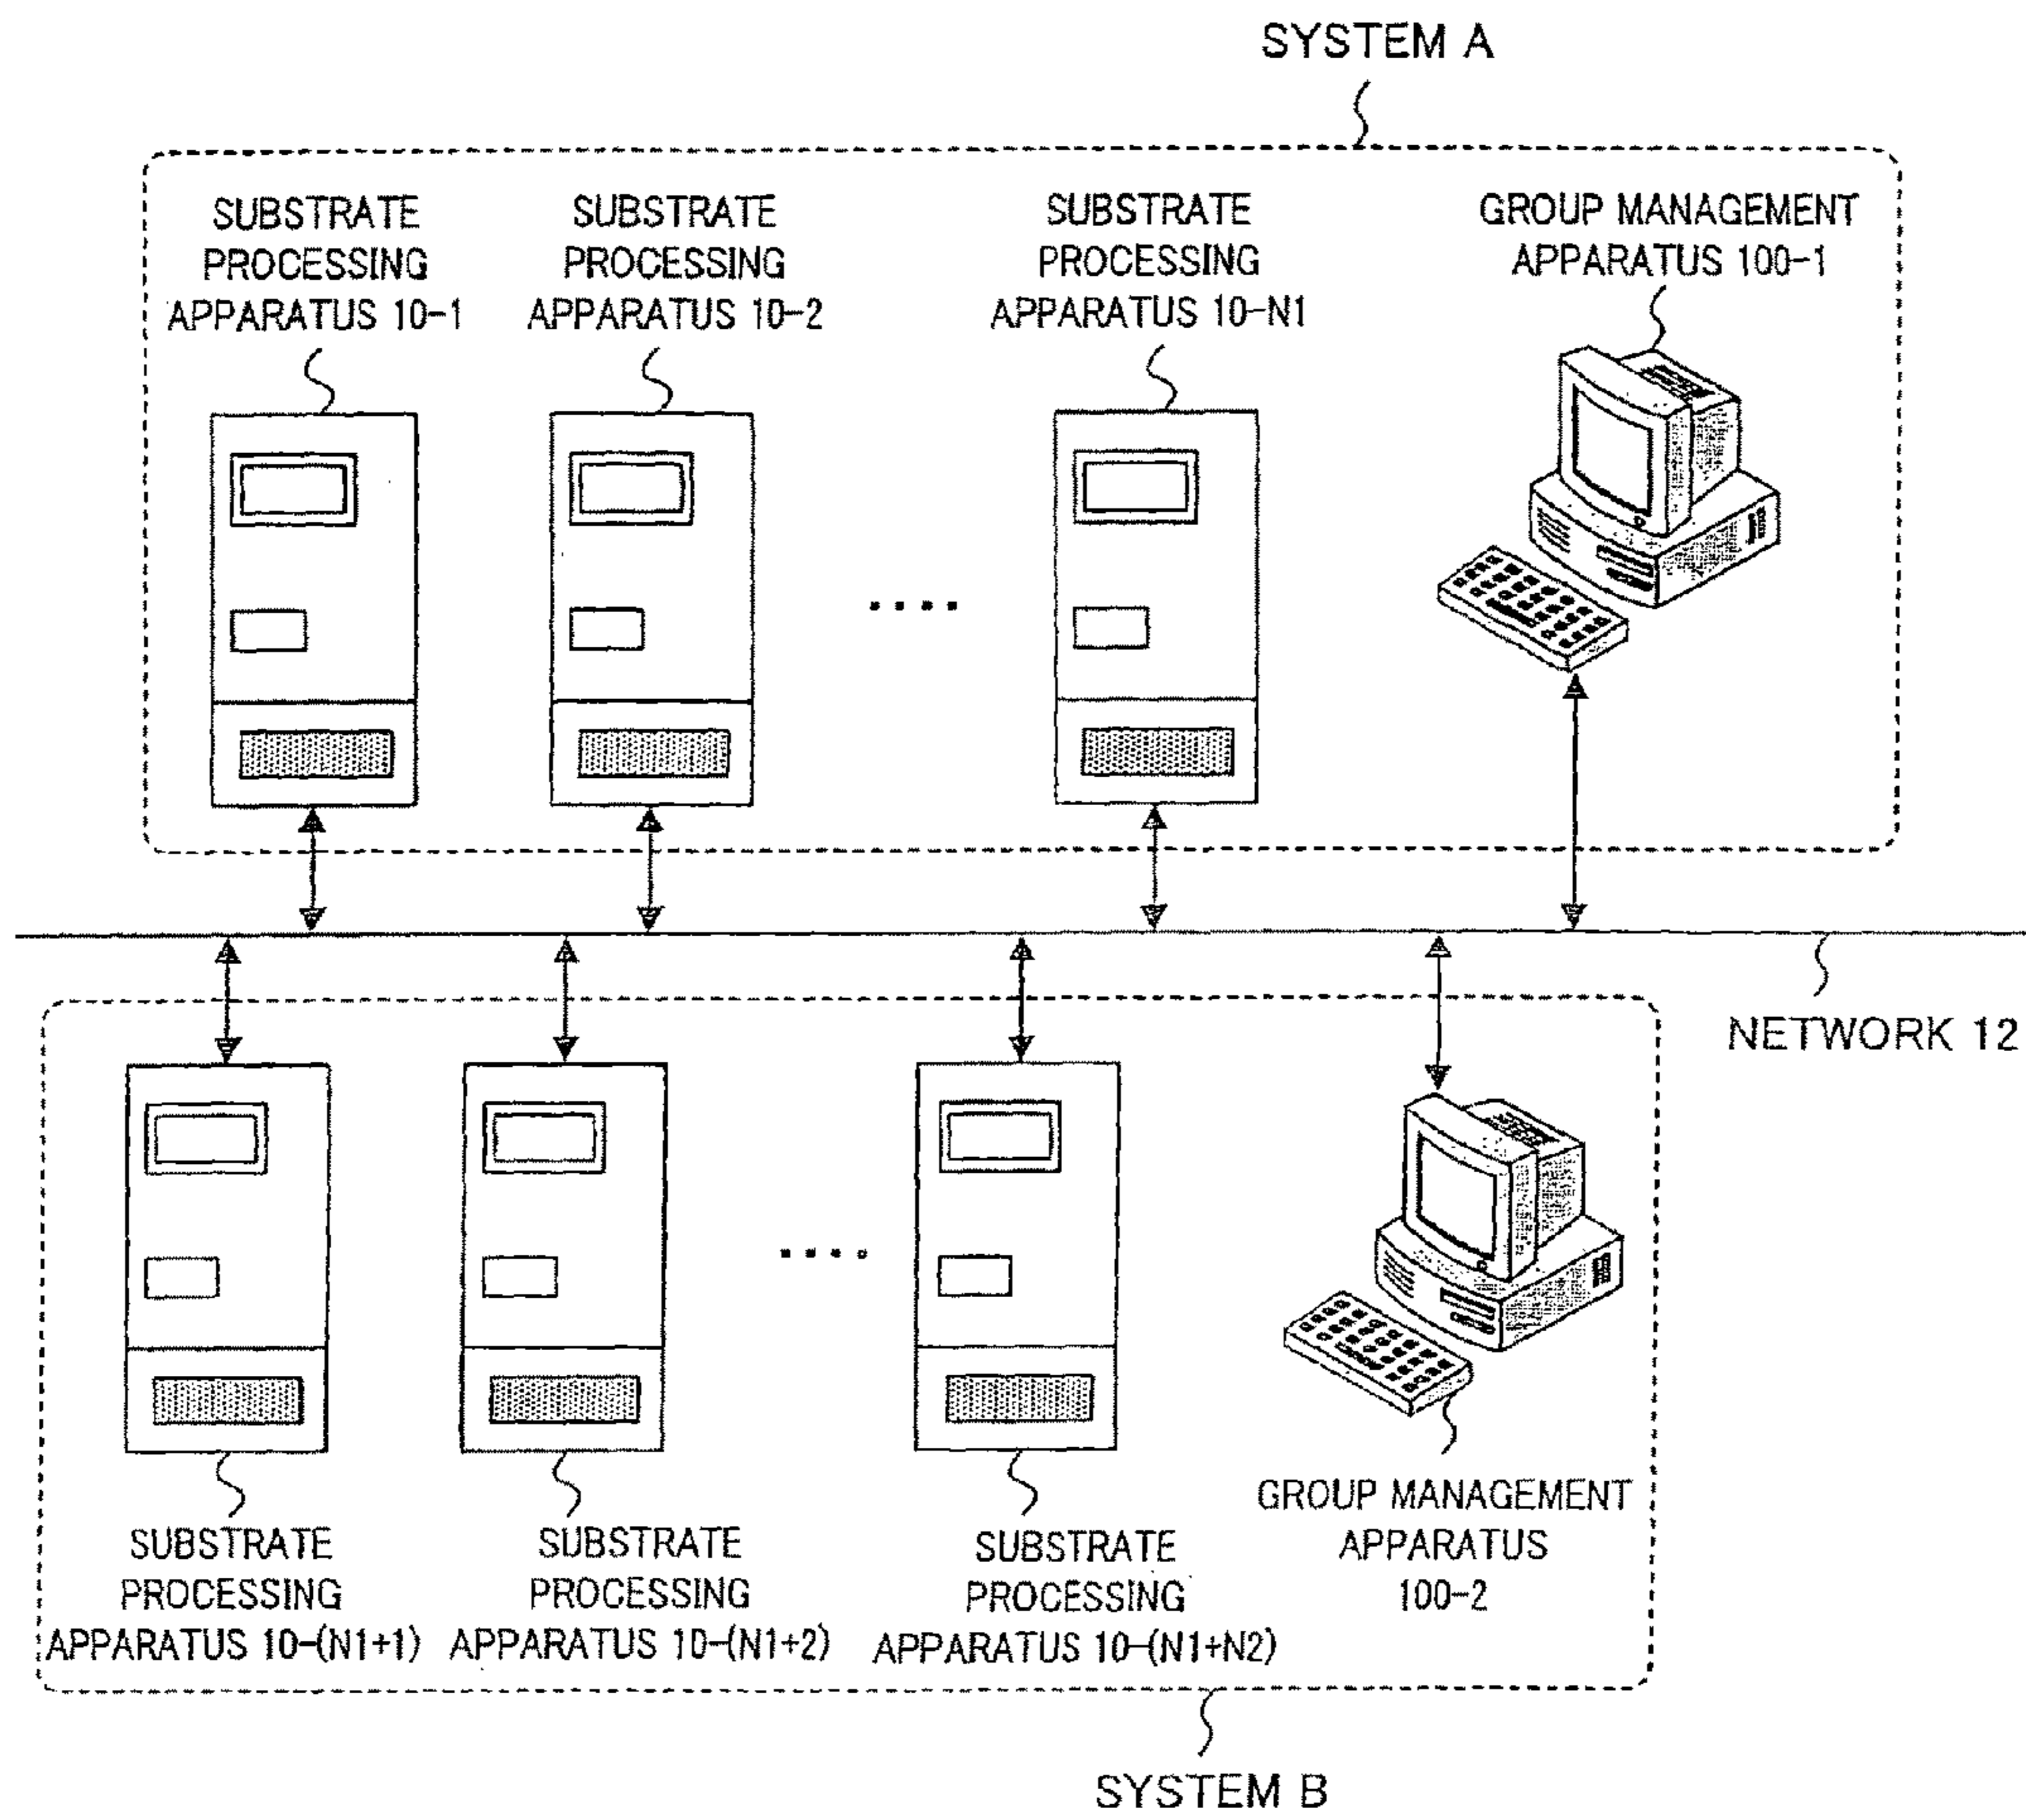 SYSTEM A
SUBSTRATE
PROCESSING
APPARATUS 10-1
SUBSTRATE
PROCESSING
APPARATUS 10-2
SUBSTRATE
PROCESSING
APPARATUS 10-N1
GROUP MANAGEMENT
APPARATUS 100-1
NETWORK 12
SUBSTRATE
PROCESSING
APPARATUS 10-(N1+1)
SUBSTRATE
PROCESSING
APPARATUS 10-(N1+2)
SUBSTRATE
PROCESSING
APPARATUS 10-(N1+N2)
GROUP MANAGEMENT
APPARATUS
100-2
SYSTEM B